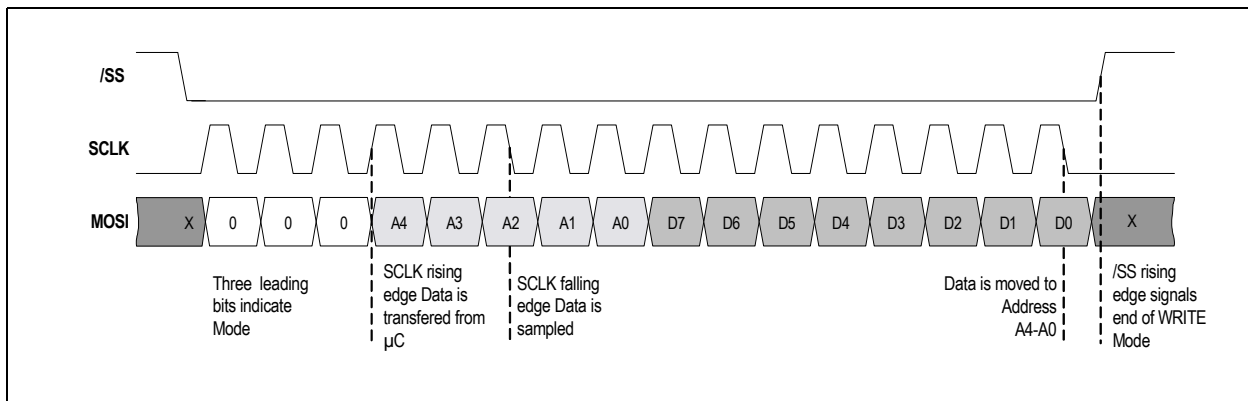 /SS
SCLK
MOSI
X 0 0 0 A4 A3 A2 A1 A0 D7 D6 D5 D4 D3 D2 D1 D0 X
Three leading
bits indicate
Mode
SCLK rising
edge Data is
transfered from
µC
SCLK falling
edge Data is
sampled
Data is moved to
Address
A4-A0
/SS rising
edge signals
end of WRITE
Mode